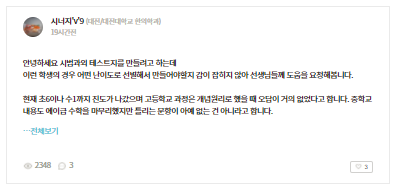 시너지'V'9 (대전/대전대학교 한의학과)
19시간전
안녕하세요 시범과외 테스트지를 만들려고 하는데
이런 학생의 경우 어떤 난이도로 선별해서 만들어야할지 감이 잡히지 않아 선생님들께 도움을 요청해봅니다.
현재 초6이나 수1까지 진도가 나갔으며 고등학교 과정은 개념원리로 했을 때 오답이 거의 없었다고 합니다. 중학교
내용도 에이급 수학을 마무리했지만 틀리는 문항이 아예 없는 건 아니라고 합니다.
···전체보기
2348 3
3